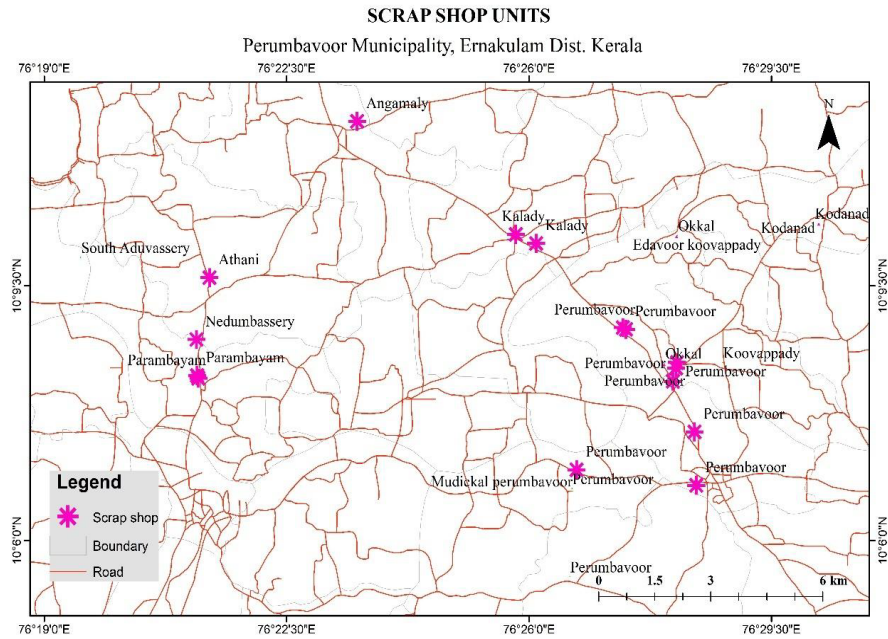 SCRAP SHOP UNITS
Perumbavoor Municipality, Ernakulam Dist. Kerala
76°19'0"E 76°22'30"E 76°26'0"E 76°29'30"E
Angamaly
N
Kalady
Kalady
Okkal
Kodanad
Kodanad
Edavoor koovappady
South Aduvassery
Athani
10°9'30"N 10°9'30"N
Perumbavoor
Perumbavoor
Nedumbassery
Parambayam
Parambayam
Okkal
Koovappady
Perumbavoor
Perumbavoor
Perumbavoor
Perumbavoor
Perumbavoor
Perumbavoor
Mudickal perumbavoor
Perumbavoor
Legend
Scrap shop
Boundary
Road
10°6'0"N 10°6'0"N
Perumbavoor
0 1.5 3 6 km
76°19'0"E 76°22'30"E 76°26'0"E 76°29'30"E